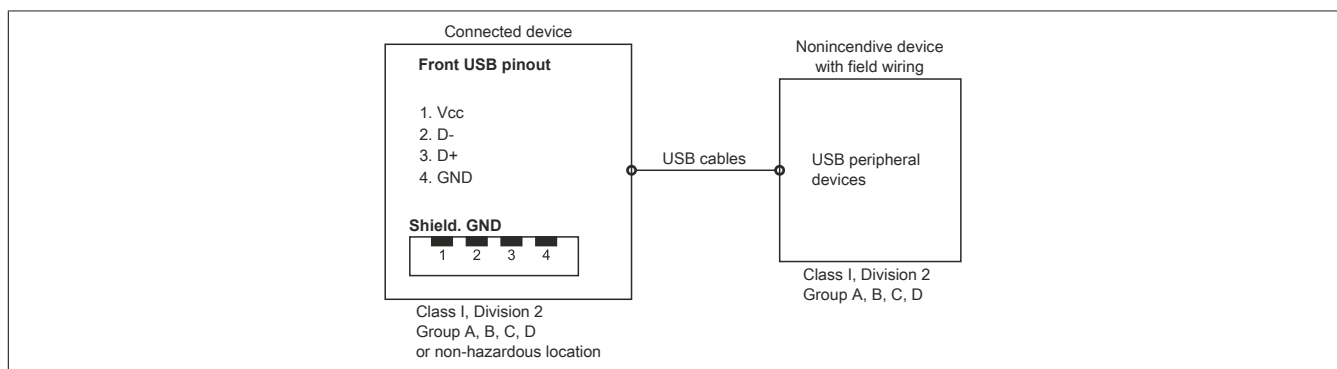 Connected device
Front USB pinout
1. Vcc
2. D-
3. D+
4. GND
Shield. GND
1 2 3 4
Class I, Division 2
Group A, B, C, D
or non-hazardous location
USB cables
Nonincendive device
with field wiring
USB peripheral
devices
Class I, Division 2
Group A, B, C, D